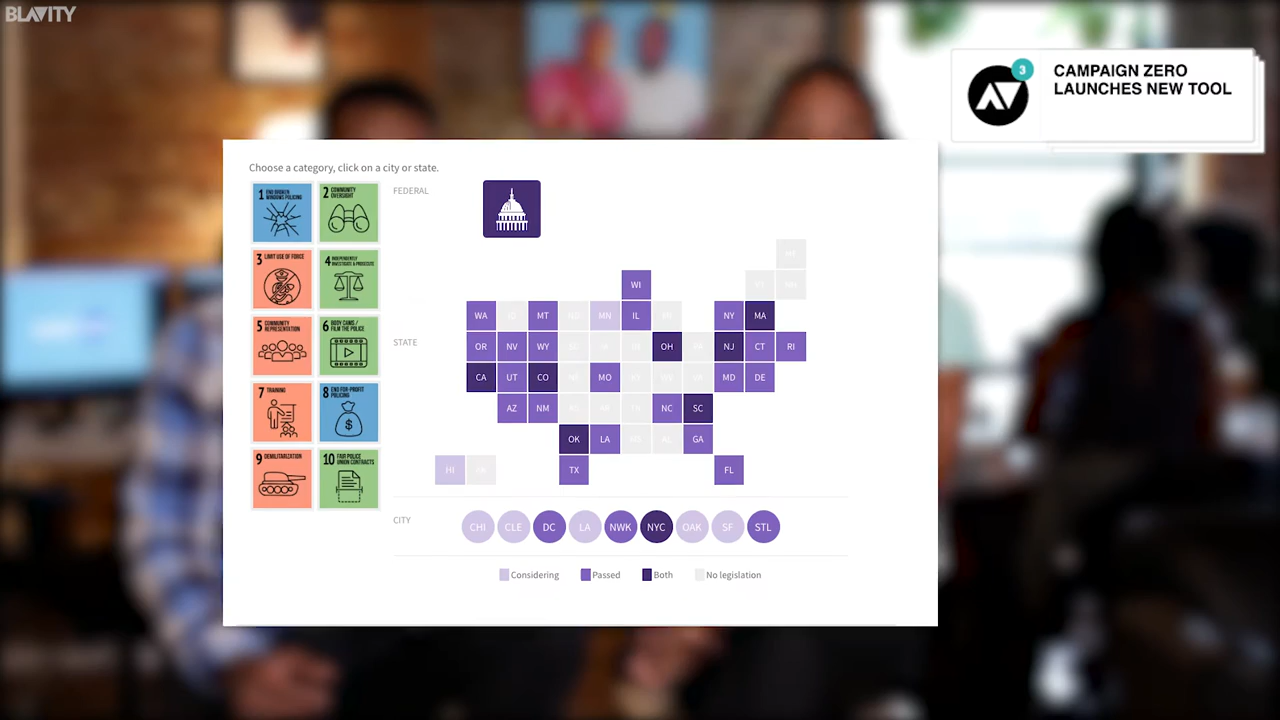 BLAVITY
3
CAMPAIGN ZERO
LAUNCHES NEW TOOL
Choose a category, click on a city or state.
1 END BROKEN
WINDOWS POLICING
2 COMMUNITY
OVERSIGHT
3 LIMIT USE OF FORCE
4 INDEPENDENTLY
INVESTIGATE & PROSECUTE
5 COMMUNITY
REPRESENTATION
6 BODY CAMS /
FILM THE POLICE
7 TRAINING
8 END FOR-PROFIT
POLICING
$
9 DEMILITARIZATION
10 FAIR POLICE
UNION CONTRACTS
FEDERAL
STATE
WI
WA MT MN IL NY MA
OR NV WY OH NJ CT RI
CA UT CO MO MD DE
AZ NM NC SC
OK LA AL GA
HI TX FL
CITY
CHI CLE DC LA NWK NYC OAK SF STL
Considering Passed Both No legislation